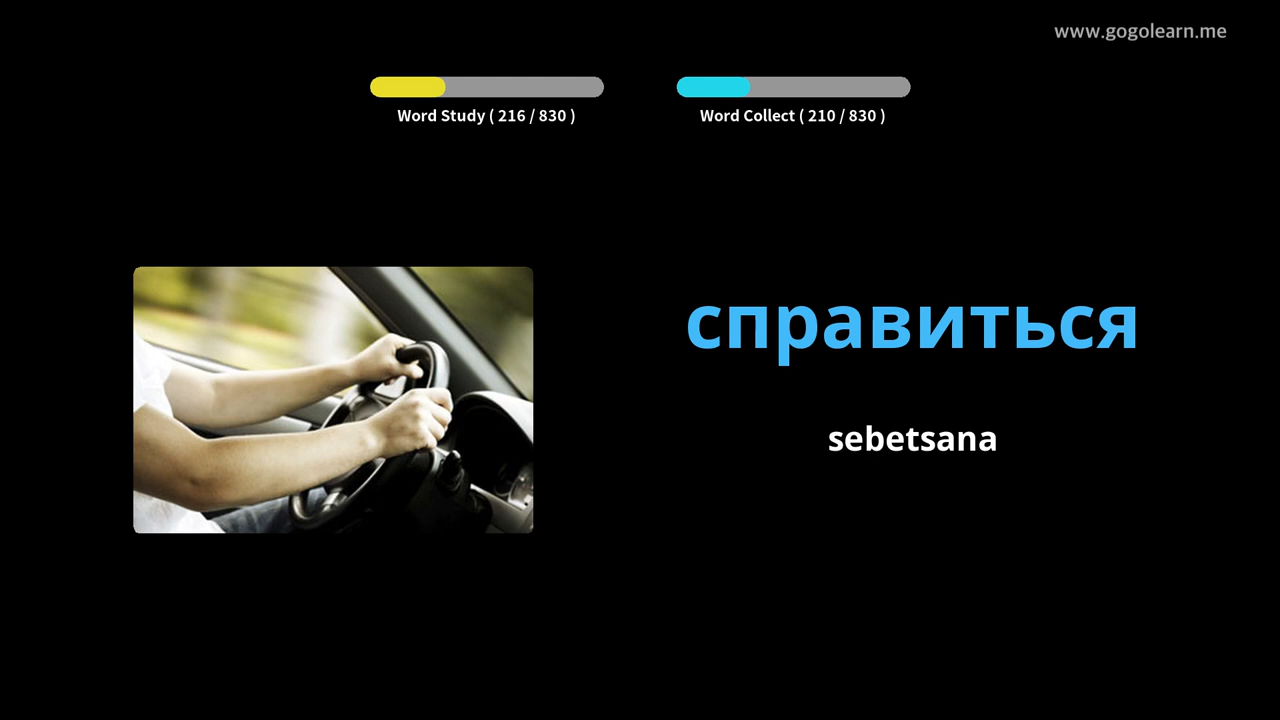 www.gogolearn.me
Word Study ( 216 / 830 )
Word Collect ( 210 / 830 )
справиться
sebetsana